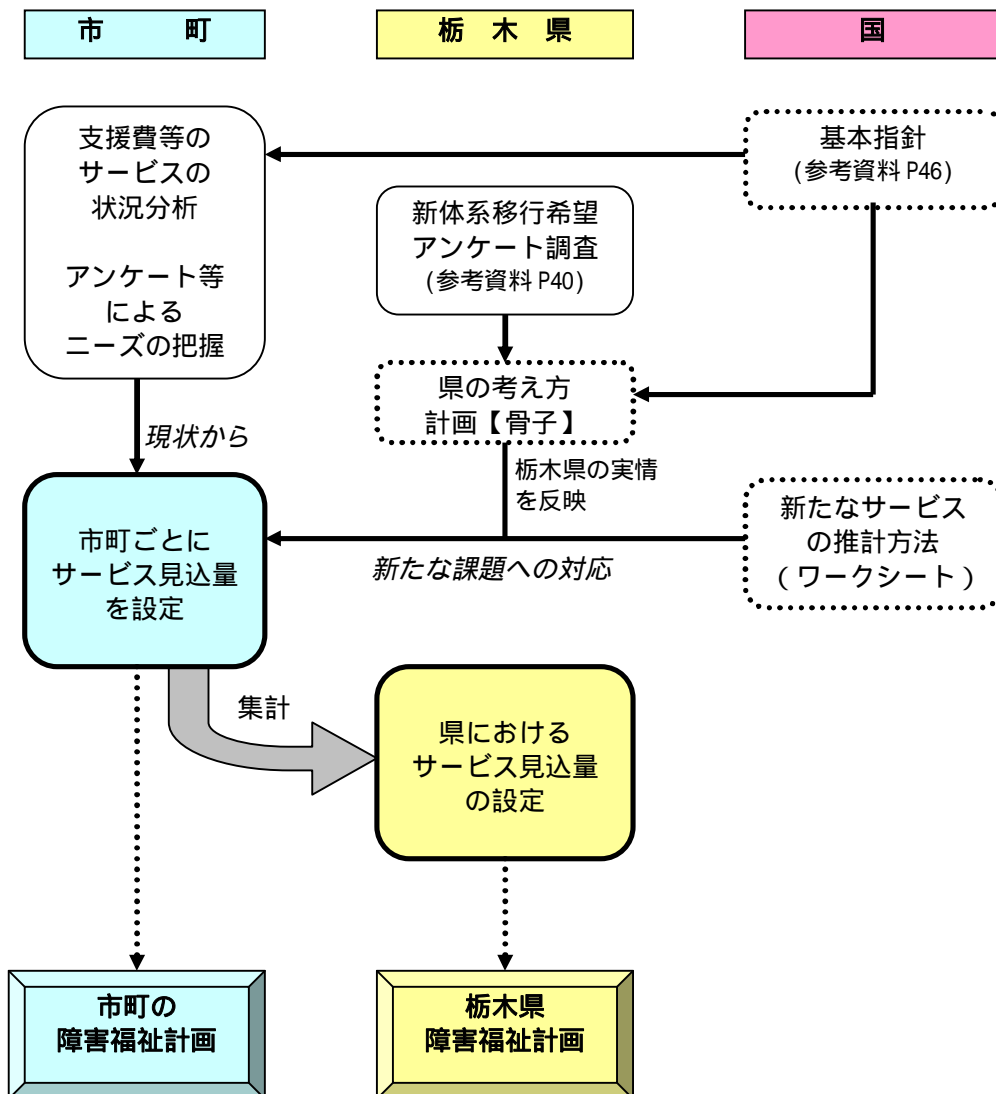 市　町
栃 木 県
国
支援費等の
サービスの
状況分析
アンケート等
による
ニーズの把握
新体系移行希望
アンケート調査
(参考資料 P40)
基本指針
(参考資料 P46)
県の考え方
計画【骨子】
現状から
栃木県の実情
を反映
市町ごとに
サービス見込量
を設定
新たな課題への対応
新たなサービス
の推計方法
（ワークシート）
集計
県における
サービス見込量
の設定
市町の
障害福祉計画
栃木県
障害福祉計画